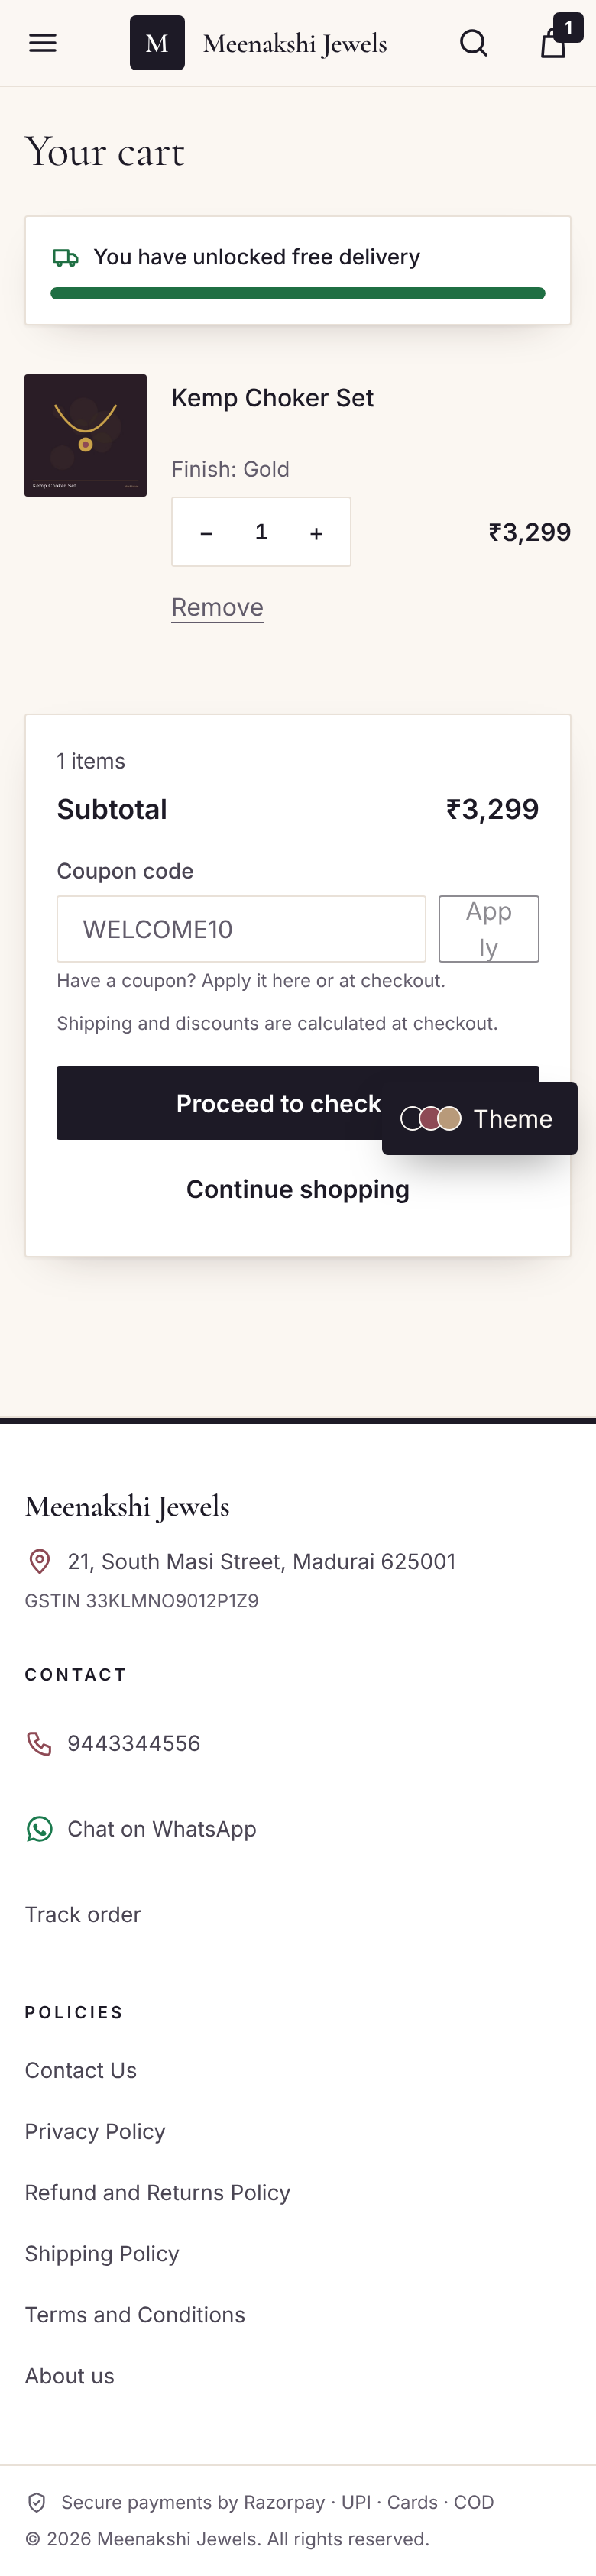 M Meenakshi Jewels 1
Your cart
You have unlocked free delivery
Kemp Choker Set
Kemp Choker Set
Finish: Gold
− 1 + ₹3,299
Remove
1 items
Subtotal ₹3,299
Coupon code
WELCOME10
App
ly
Have a coupon? Apply it here or at checkout.
Shipping and discounts are calculated at checkout.
Proceed to check
Theme
Continue shopping
Meenakshi Jewels
21, South Masi Street, Madurai 625001
GSTIN 33KLMNO9012P1Z9
CONTACT
9443344556
Chat on WhatsApp
Track order
POLICIES
Contact Us
Privacy Policy
Refund and Returns Policy
Shipping Policy
Terms and Conditions
About us
Secure payments by Razorpay · UPI · Cards · COD
© 2026 Meenakshi Jewels. All rights reserved.